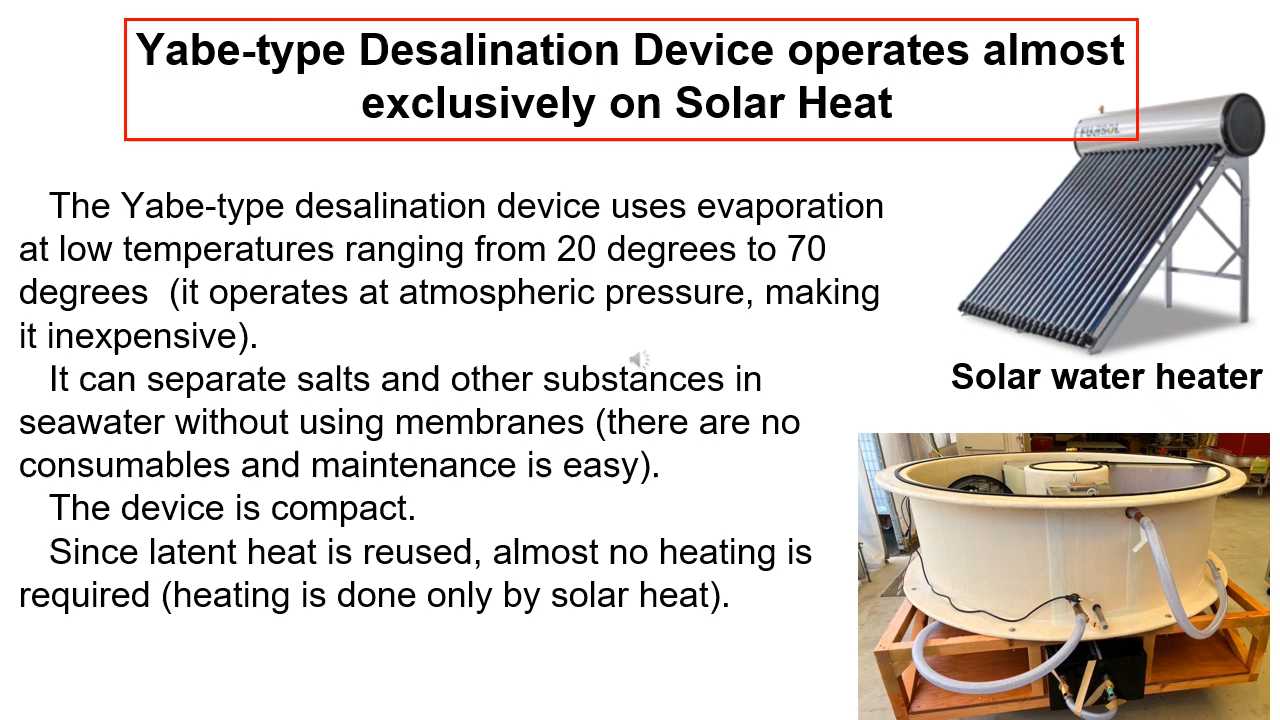 Yabe-type Desalination Device operates almost
exclusively on Solar Heat
FUJISOL
The Yabe-type desalination device uses evaporation
at low temperatures ranging from 20 degrees to 70
degrees  (it operates at atmospheric pressure, making
it inexpensive).
It can separate salts and other substances in
seawater without using membranes (there are no
consumables and maintenance is easy).
The device is compact.
Since latent heat is reused, almost no heating is
required (heating is done only by solar heat).
Solar water heater